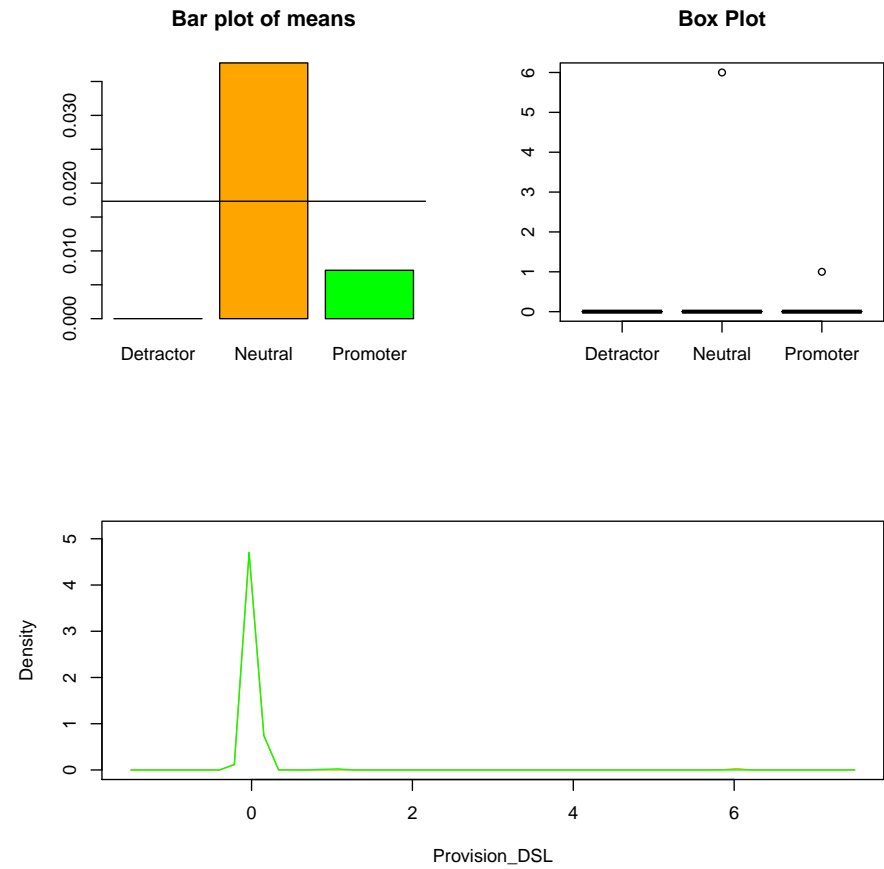 Bar plot of means
0.000 0.010 0.020 0.030
Detractor Neutral Promoter
Box Plot
0 1 2 3 4 5 6
Detractor Neutral Promoter
Density
0 1 2 3 4 5
0 2 4 6
Provision_DSL